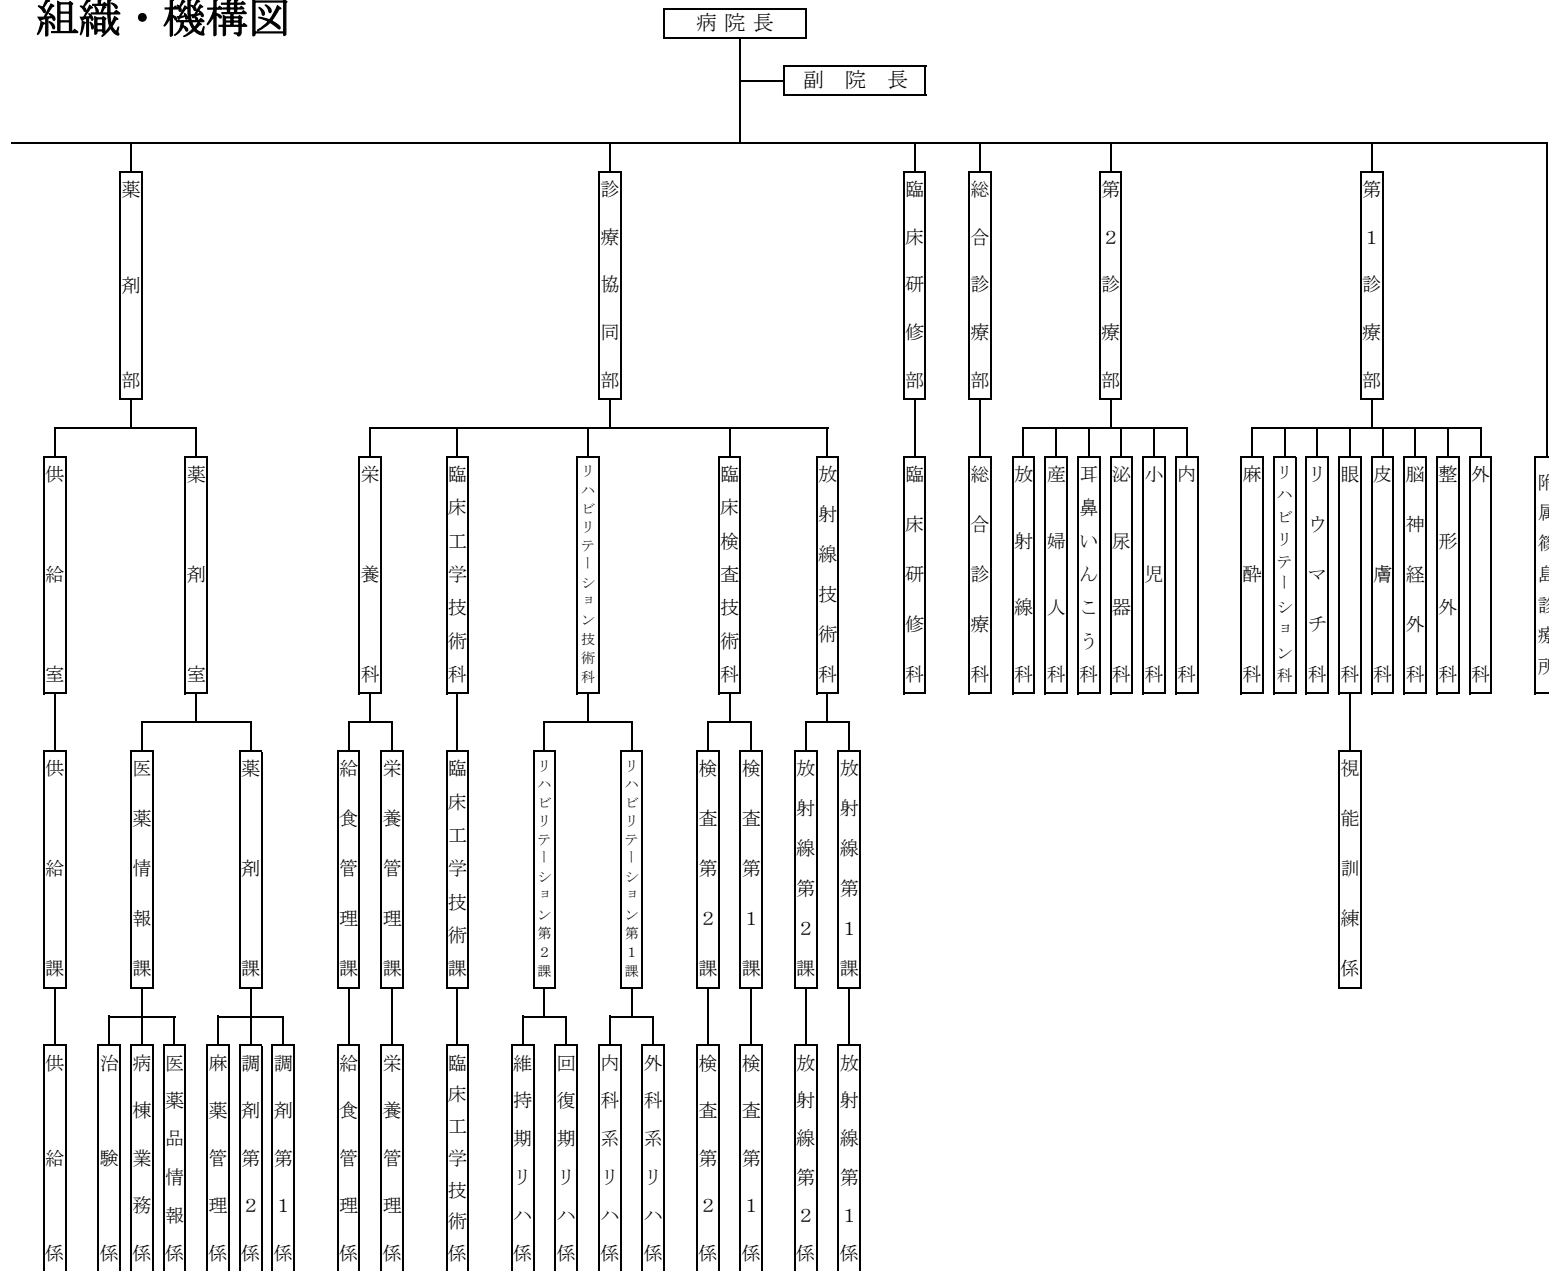 組織・機構図
病院長
副院長
薬剤部
診療協同部
臨床研修部
総合診療部
第2診療部
第1診療部
供給室
薬剤室
栄養科
臨床工学技術科
リハビリテーション技術科
臨床検査技術科
放射線技術科
臨床研修科
総合診療科
放射線科
産婦人科
耳鼻いんこう科
泌尿器科
小児科
内科
麻酔科
リハビリテーション科
リウマチ科
眼科
皮膚科
脳神経外科
整形外科
外科
附属篠島診療所
供給課
医薬情報課
薬剤課
給食管理課
栄養管理課
臨床工学技術課
リハビリテーション第2課
リハビリテーション第1課
検査第2課
検査第1課
放射線第2課
放射線第1課
視能訓練係
供給係
治験係
病棟業務係
医薬品情報係
麻薬管理係
調剤第2係
調剤第1係
給食管理係
栄養管理係
臨床工学技術係
維持期リハ係
回復期リハ係
内科系リハ係
外科系リハ係
検査第2係
検査第1係
放射線第2係
放射線第1係